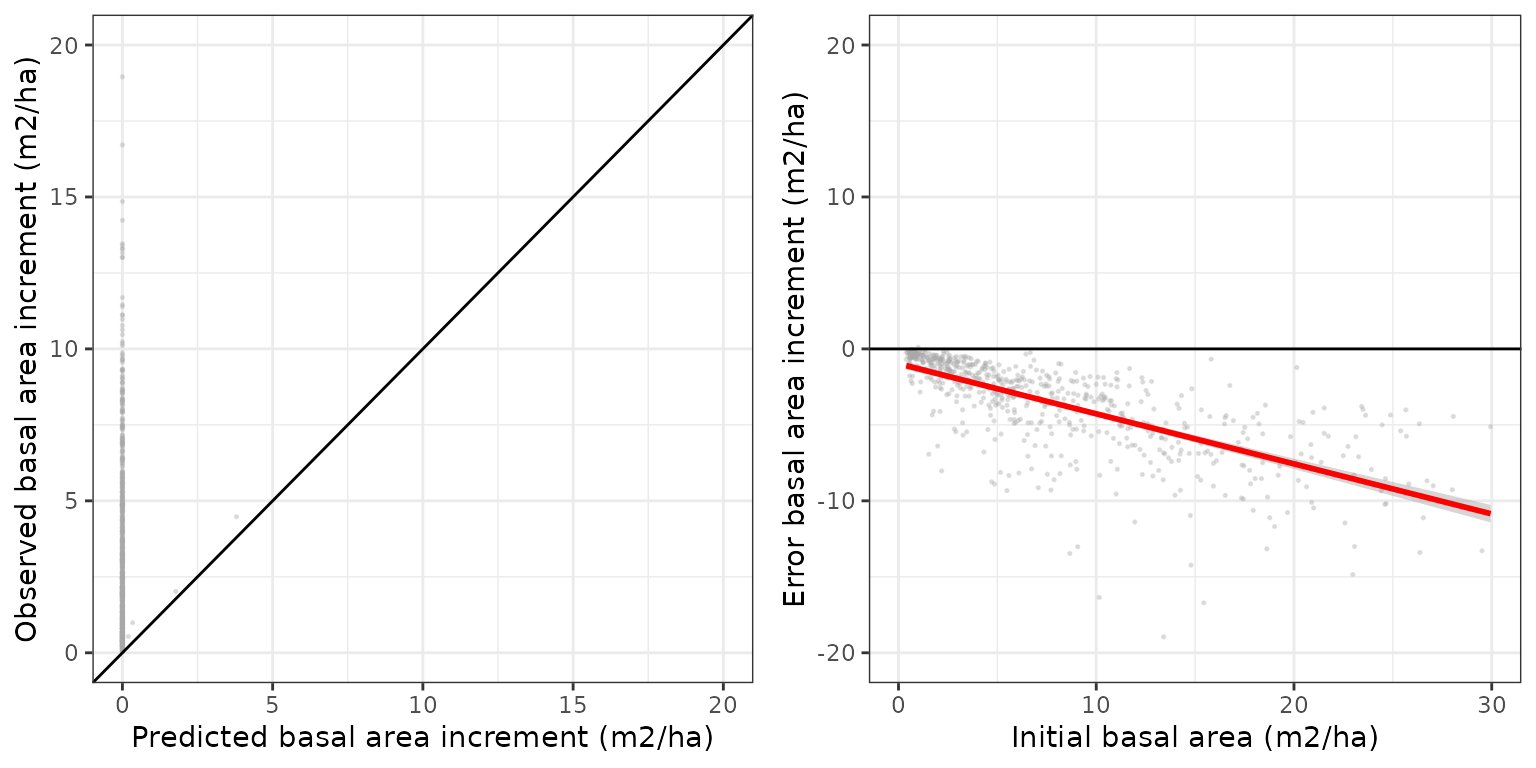 20
15
10
5
0
0 5 10 15 20
Predicted basal area increment (m2/ha)
Observed basal area increment (m2/ha)
20
10
0
-10
-20
0 10 20 30
Initial basal area (m2/ha)
Error basal area increment (m2/ha)